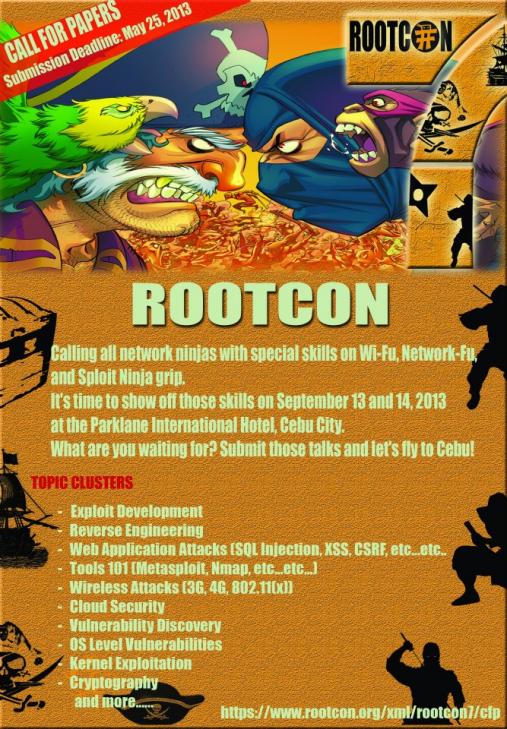 CALL FOR PAPERS
Submission Deadline: May 25, 2013
ROOTC#N
ROOTCON
Calling all network ninjas with special skills on Wi-Fu, Network-Fu,
and Sploit Ninja grip.
It's time to show off those skills on September 13 and 14, 2013
at the Parklane International Hotel, Cebu City.
What are you waiting for? Submit those talks and let's fly to Cebu!
TOPIC CLUSTERS
- Exploit Development
- Reverse Engineering
- Web Application Attacks (SQL Injection, XSS, CSRF, etc...etc..
- Tools 101 (Metasploit, Nmap, etc...etc...)
- Wireless Attacks (3G, 4G, 802.11(x))
- Cloud Security
- Vulnerability Discovery
- OS Level Vulnerabilities
- Kernel Exploitation
- Cryptography
and more......
https://www.rootcon.org/xml/rootcon7/cfp